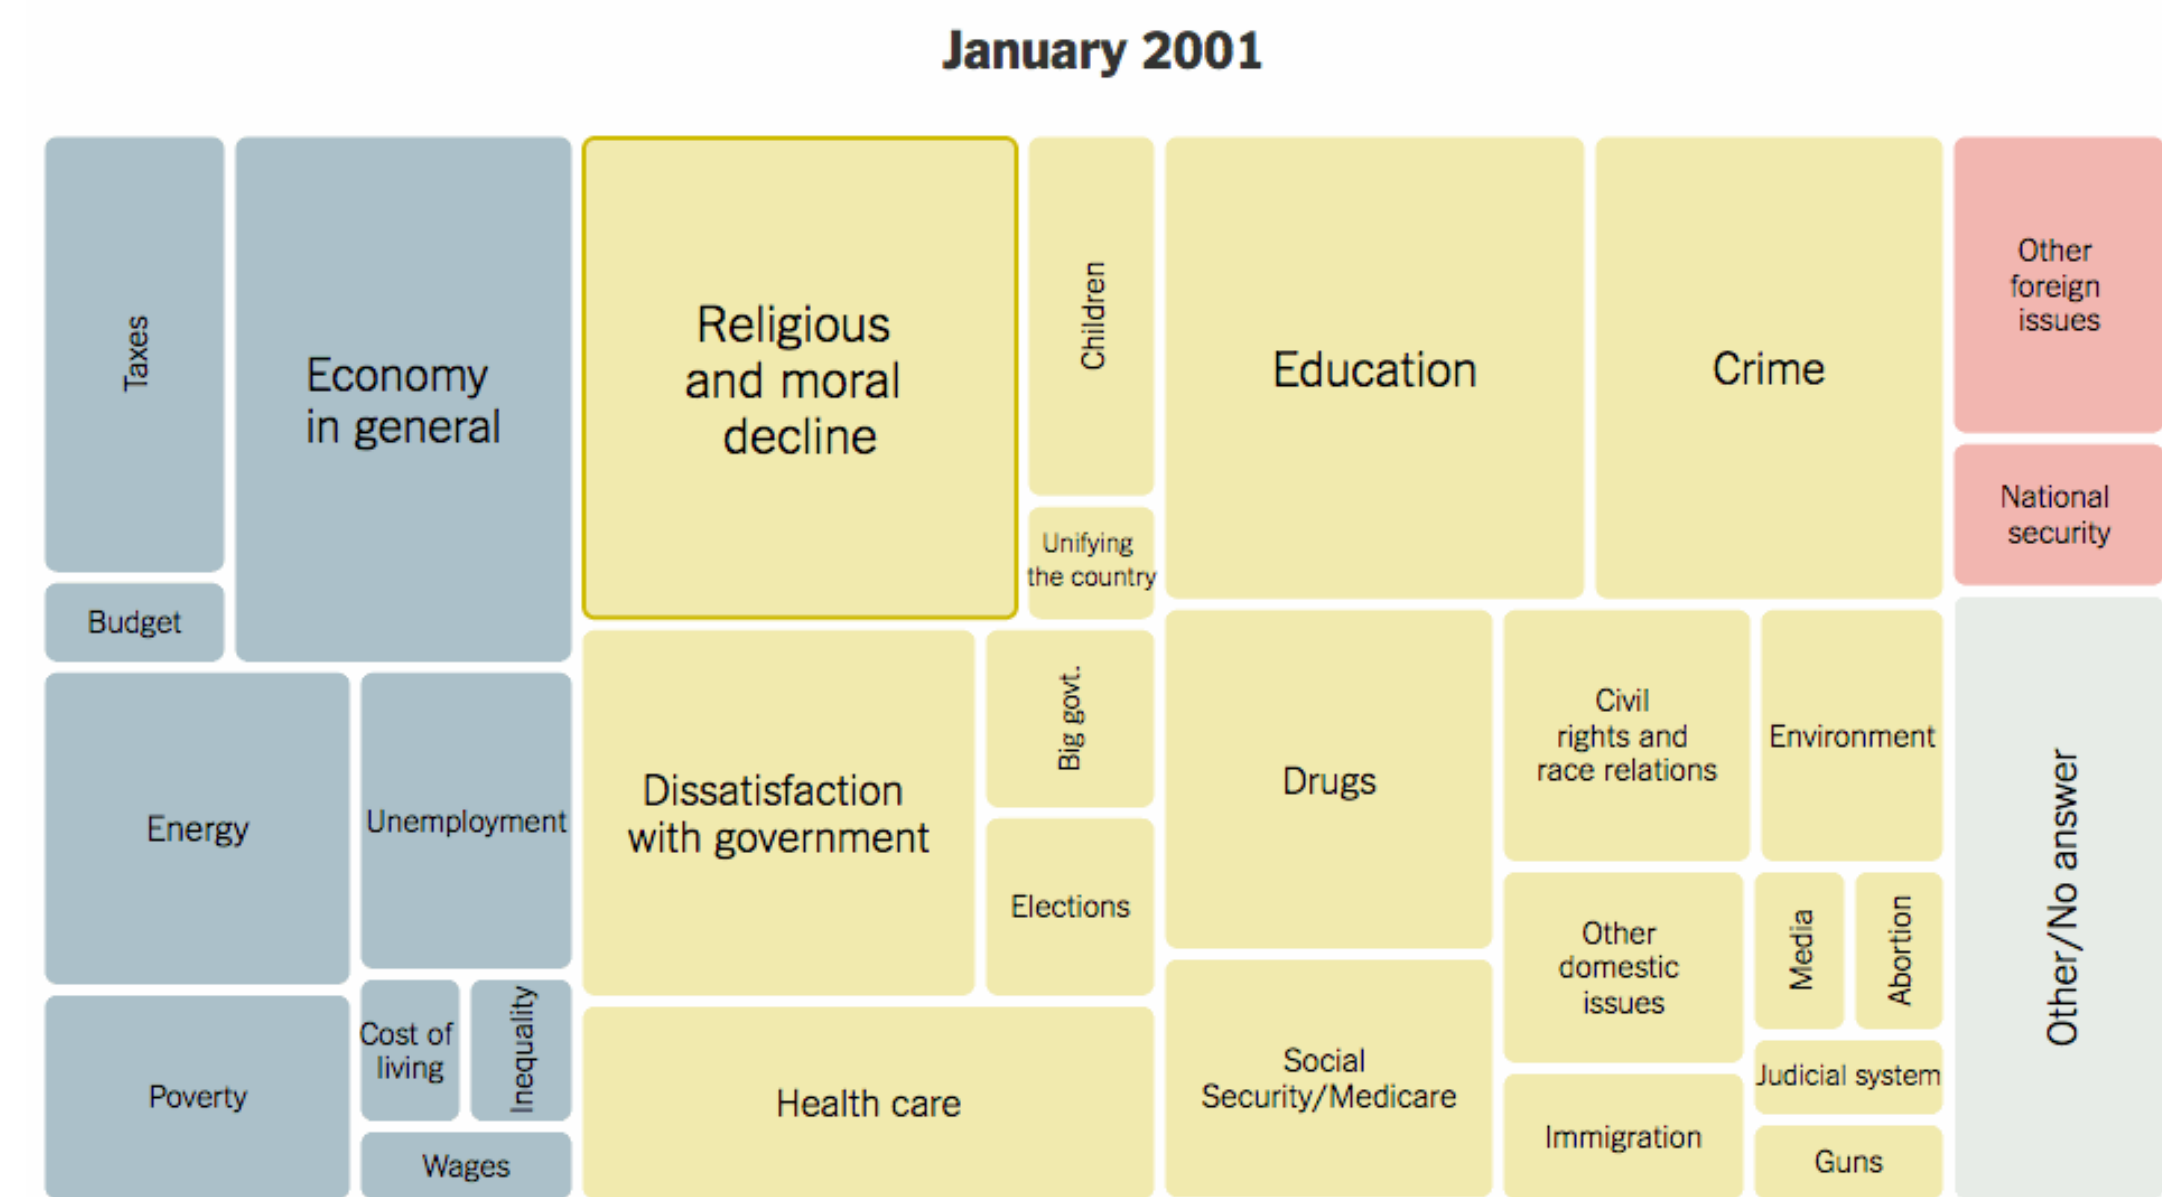 January 2001
Taxes
Economy
in general
Budget
Energy
Unemployment
Poverty
Cost of
living
Inequality
Wages
Religious
and moral
decline
Children
Unifying
the country
Dissatisfaction
with government
Big govt.
Elections
Health care
Education
Crime
Drugs
Civil
rights and
race relations
Environment
Social
Security/Medicare
Other
domestic
issues
Media
Abortion
Judicial system
Immigration
Guns
Other
foreign
issues
National
security
Other/No answer